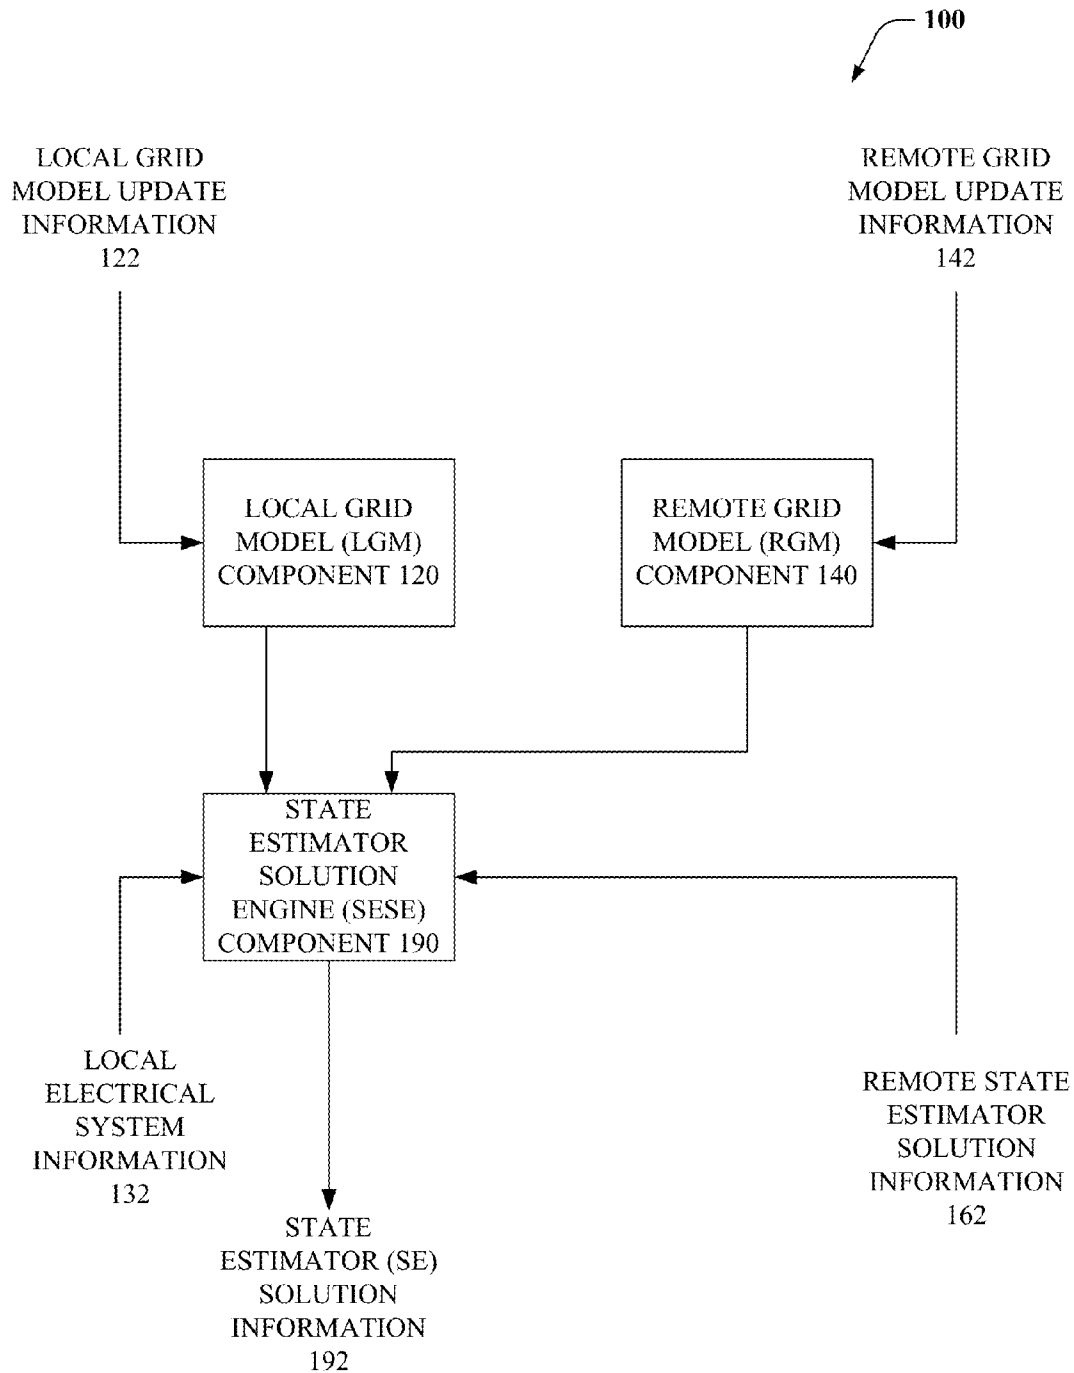 100
LOCAL GRID
MODEL UPDATE
INFORMATION
122
REMOTE GRID
MODEL UPDATE
INFORMATION
142
LOCAL GRID
MODEL (LGM)
COMPONENT 120
REMOTE GRID
MODEL (RGM)
COMPONENT 140
STATE
ESTIMATOR
SOLUTION
ENGINE (SESE)
COMPONENT 190
LOCAL
ELECTRICAL
SYSTEM
INFORMATION
132
REMOTE STATE
ESTIMATOR
SOLUTION
INFORMATION
162
STATE
ESTIMATOR (SE)
SOLUTION
INFORMATION
192